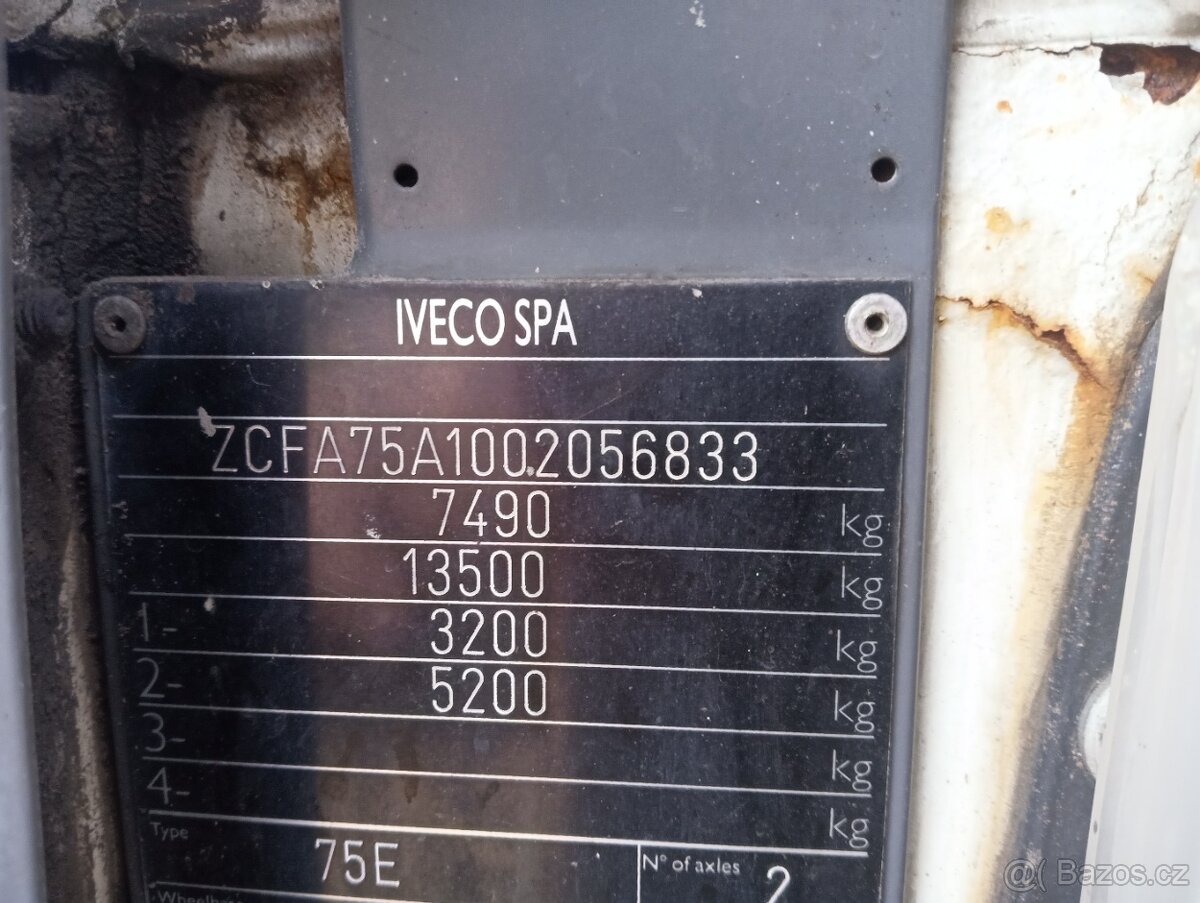 IVECO SPA
ZCFA75A1002056833
7490 kg
13500 kg
1- 3200 kg
2- 5200 kg
3- kg
4- kg
Type
75E
N° of axles 2
@( Bazos.cz